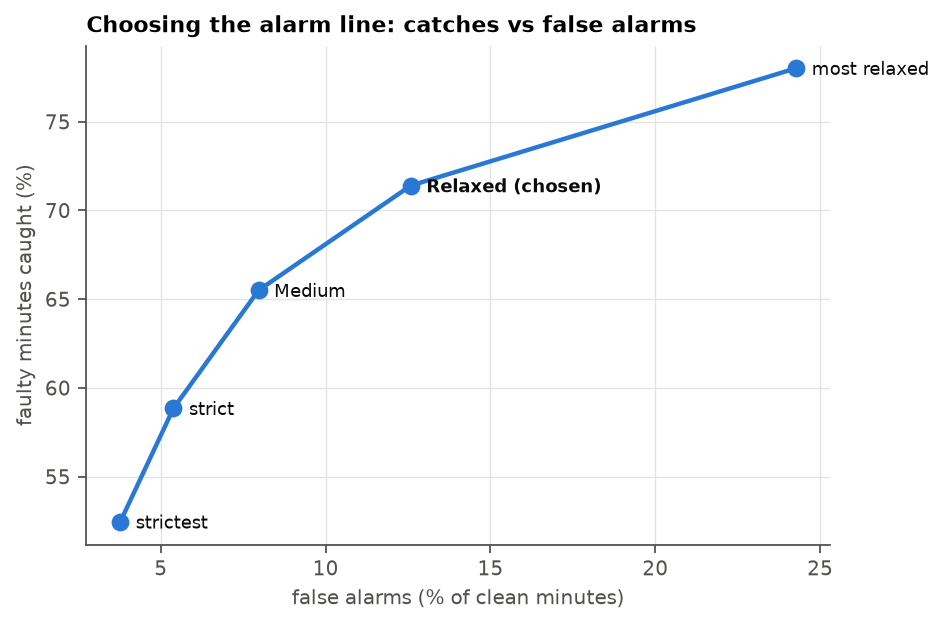 Choosing the alarm line: catches vs false alarms
most relaxed
75
Relaxed (chosen)
70
Medium
65
60
strict
55
strictest
faulty minutes caught (%)
5 10 15 20 25
false alarms (% of clean minutes)